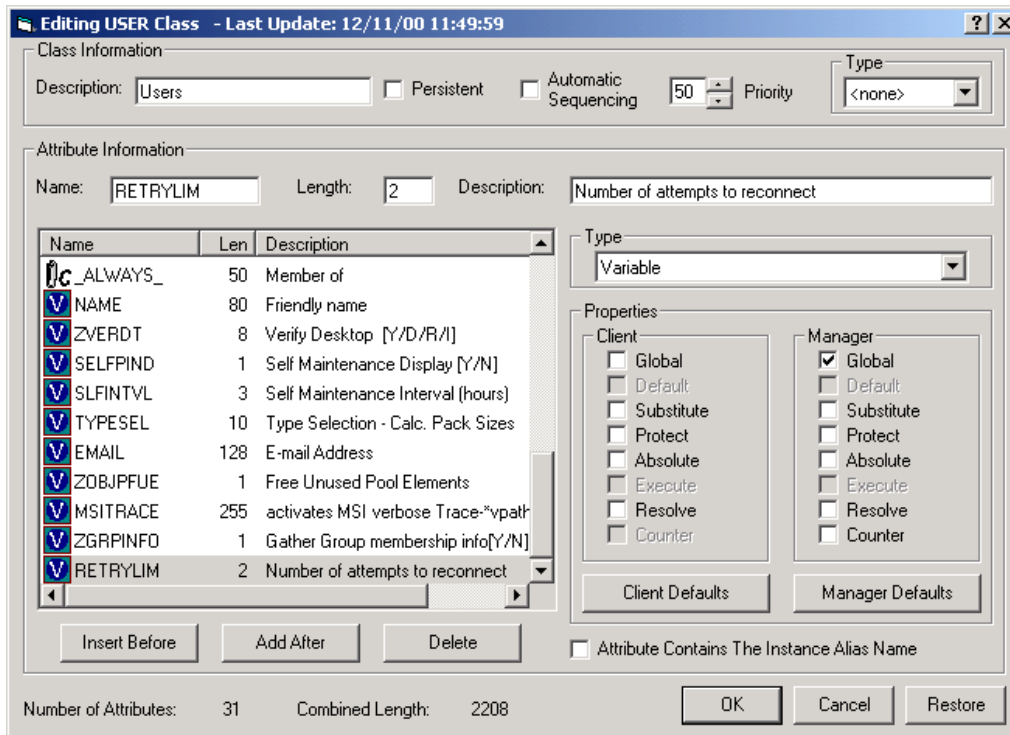 Editing USER Class - Last Update: 12/11/00 11:49:59
Class Information
Description: Users
Persistent
Automatic Sequencing
50 Priority
Type
<none>
Attribute Information
Name: RETRYLIM Length: 2 Description: Number of attempts to reconnect
Name Len Description
_ALWAYS_ 50 Member of
V NAME 80 Friendly name
V ZVERDT 8 Verify Desktop [Y/D/R/I]
V SELFPIND 1 Self Maintenance Display [Y/N]
V SLFINTVL 3 Self Maintenance Interval (hours)
V TYPESEL 10 Type Selection - Calc. Pack Sizes
V EMAIL 128 E-mail Address
V ZOBJPFUE 1 Free Unused Pool Elements
V MSITRACE 255 activates MSI verbose Trace-*vpath
V ZGRPINFO 1 Gather Group membership info[Y/N]
V RETRYLIM 2 Number of attempts to reconnect
Type
Variable
Properties
Client
Global
Default
Substitute
Protect
Absolute
Execute
Resolve
Counter
Manager
Global
Default
Substitute
Protect
Absolute
Execute
Resolve
Counter
Client Defaults
Manager Defaults
Insert Before
Add After
Delete
Attribute Contains The Instance Alias Name
Number of Attributes: 31 Combined Length: 2208
OK
Cancel
Restore